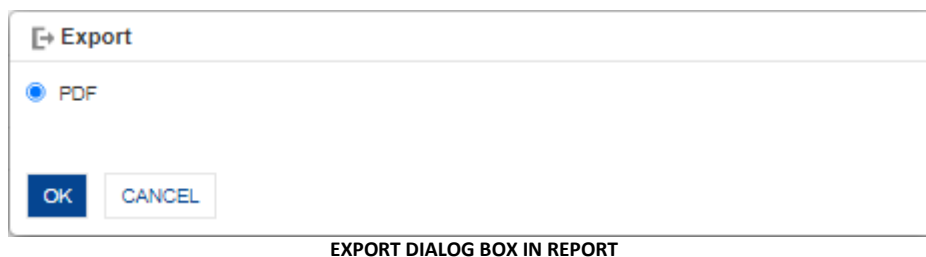 Export
PDF
OK CANCEL
EXPORT DIALOG BOX IN REPORT